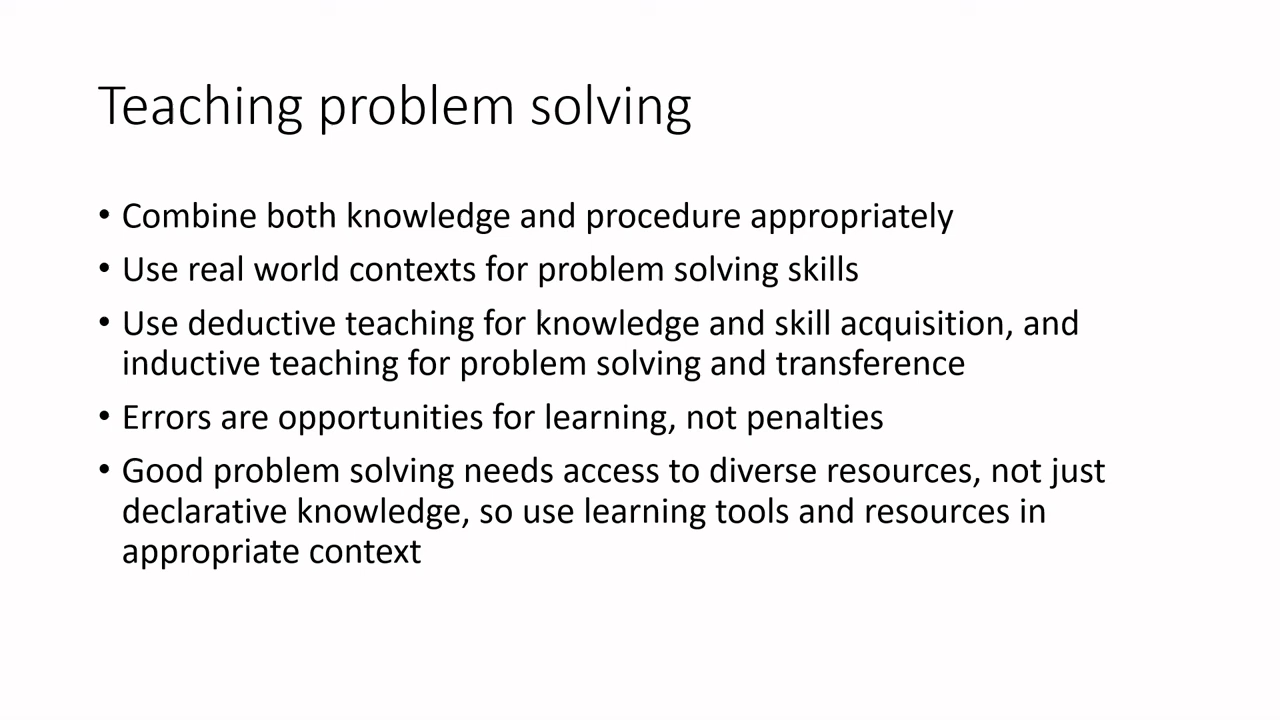 Teaching problem solving
• Combine both knowledge and procedure appropriately
• Use real world contexts for problem solving skills
• Use deductive teaching for knowledge and skill acquisition, and
inductive teaching for problem solving and transference
• Errors are opportunities for learning, not penalties
• Good problem solving needs access to diverse resources, not just
declarative knowledge, so use learning tools and resources in
appropriate context